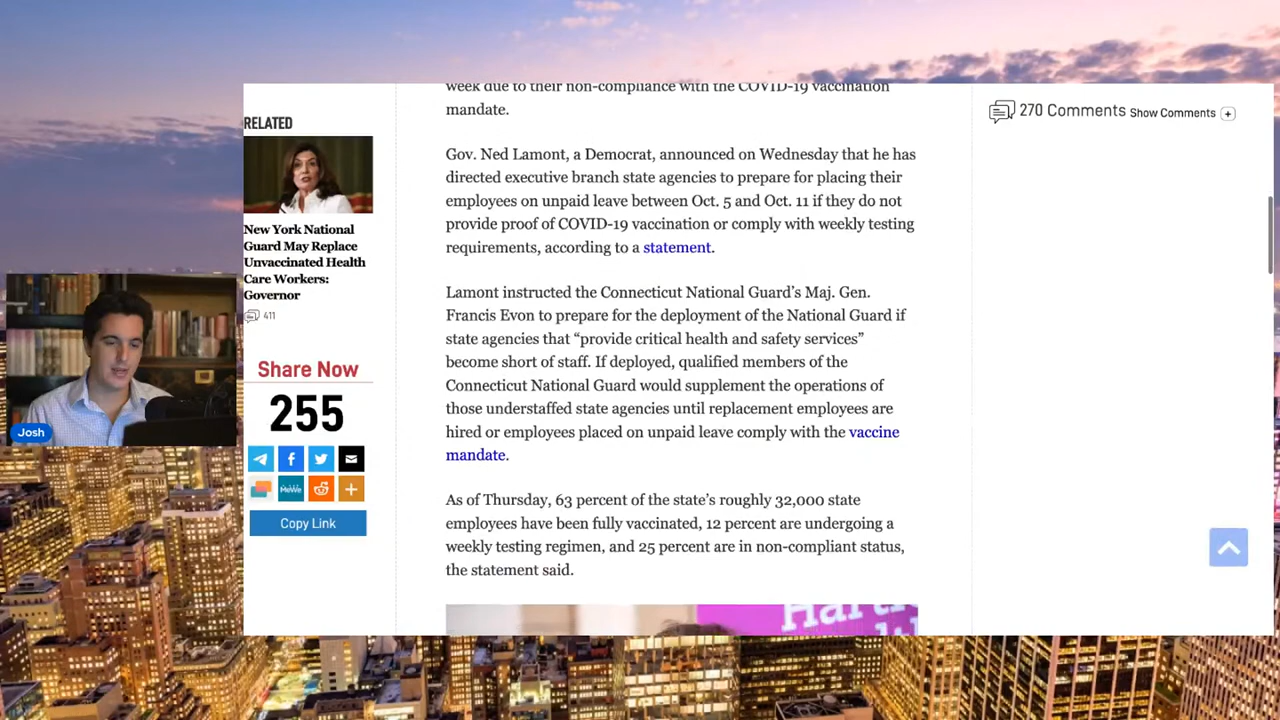 week due to their non-compliance with the COVID-19 vaccination
mandate.
Gov. Ned Lamont, a Democrat, announced on Wednesday that he has
directed executive branch state agencies to prepare for placing their
employees on unpaid leave between Oct. 5 and Oct. 11 if they do not
provide proof of COVID-19 vaccination or comply with weekly testing
requirements, according to a statement.
Lamont instructed the Connecticut National Guard's Maj. Gen.
Francis Evon to prepare for the deployment of the National Guard if
state agencies that “provide critical health and safety services”
become short of staff. If deployed, qualified members of the
Connecticut National Guard would supplement the operations of
those understaffed state agencies until replacement employees are
hired or employees placed on unpaid leave comply with the vaccine
mandate.
As of Thursday, 63 percent of the state's roughly 32,000 state
employees have been fully vaccinated, 12 percent are undergoing a
weekly testing regimen, and 25 percent are in non-compliant status,
the statement said.
RELATED
New York National
Guard May Replace
Unvaccinated Health
Care Workers:
Governor
411
Share Now
255
MeWe
Copy Link
270 Comments Show Comments +
Josh